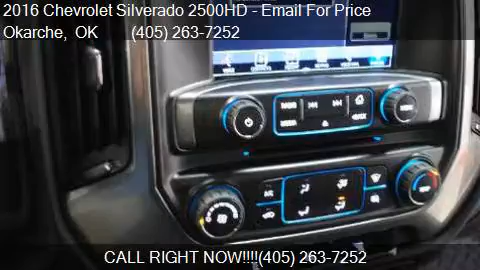 2016 Chevrolet Silverado 2500HD - Email For Price
Okarche, OK (405) 263-7252
CALL RIGHT NOW!!!!(405) 263-7252